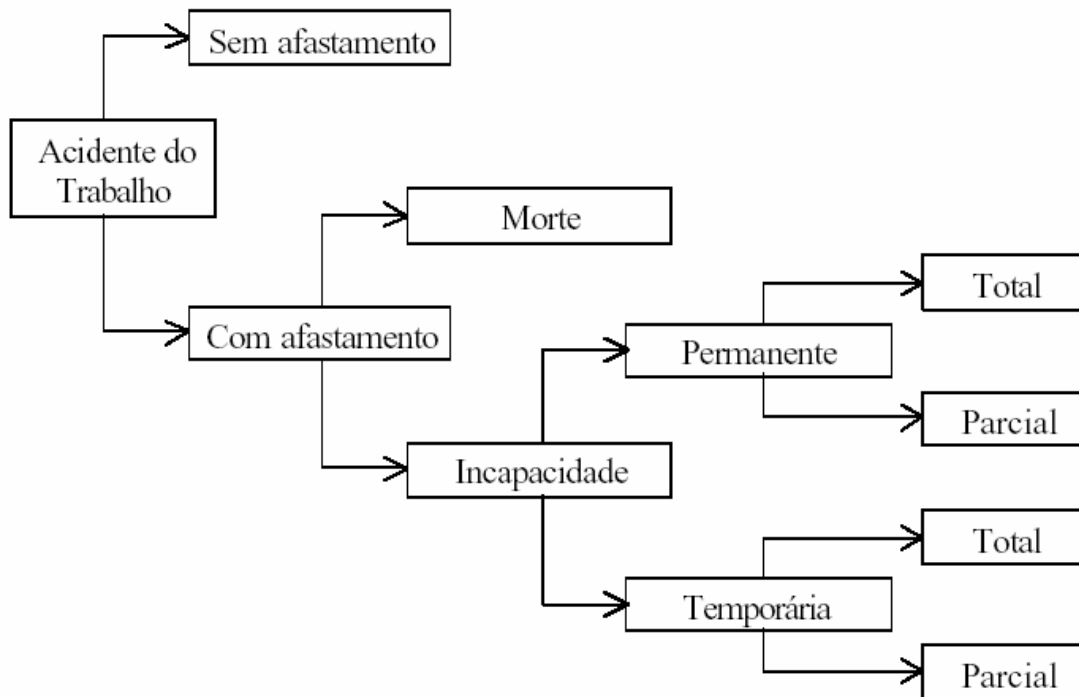 Sem afastamento
Acidente do
Trabalho
Morte
Com afastamento
Total
Permanente
Parcial
Incapacidade
Total
Temporária
Parcial